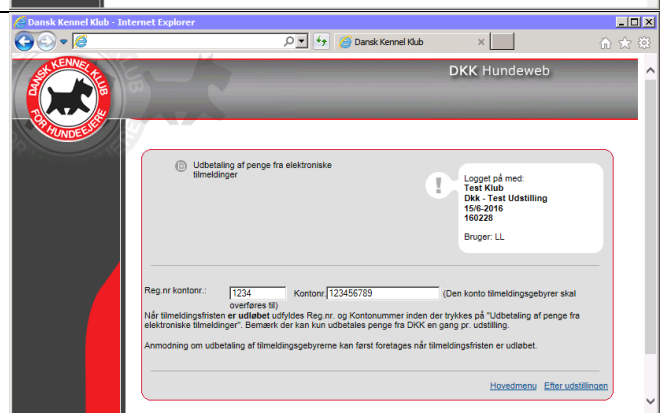 Dansk Kennel Klub - Internet Explorer
Dansk Kennel Klub
DANSK KENNEL KLUB
FOR HUNDEEJERE
DKK Hundeweb
Udbetaling af penge fra elektroniske
tilmeldinger
Logget på med:
Test Klub
Dkk - Test Udstilling
15/6-2016
160228
Bruger: LL
Reg.nr kontonr.: 1234 Kontonr. 123456789 (Den konto tilmeldingsgebyrer skal
overføres til)
Når tilmeldingsfristen er udløbet udfyldes Reg.nr. og Kontonummer inden der trykkes på "Udbetaling af penge fra
elektroniske tilmeldinger". Bemærk der kan kun udbetales penge fra DKK en gang pr. udstilling.
Anmodning om udbetaling af tilmeldingsgebyrerne kan først foretages når tilmeldingsfristen er udløbet.
Hovedmenu Efter udstillingen